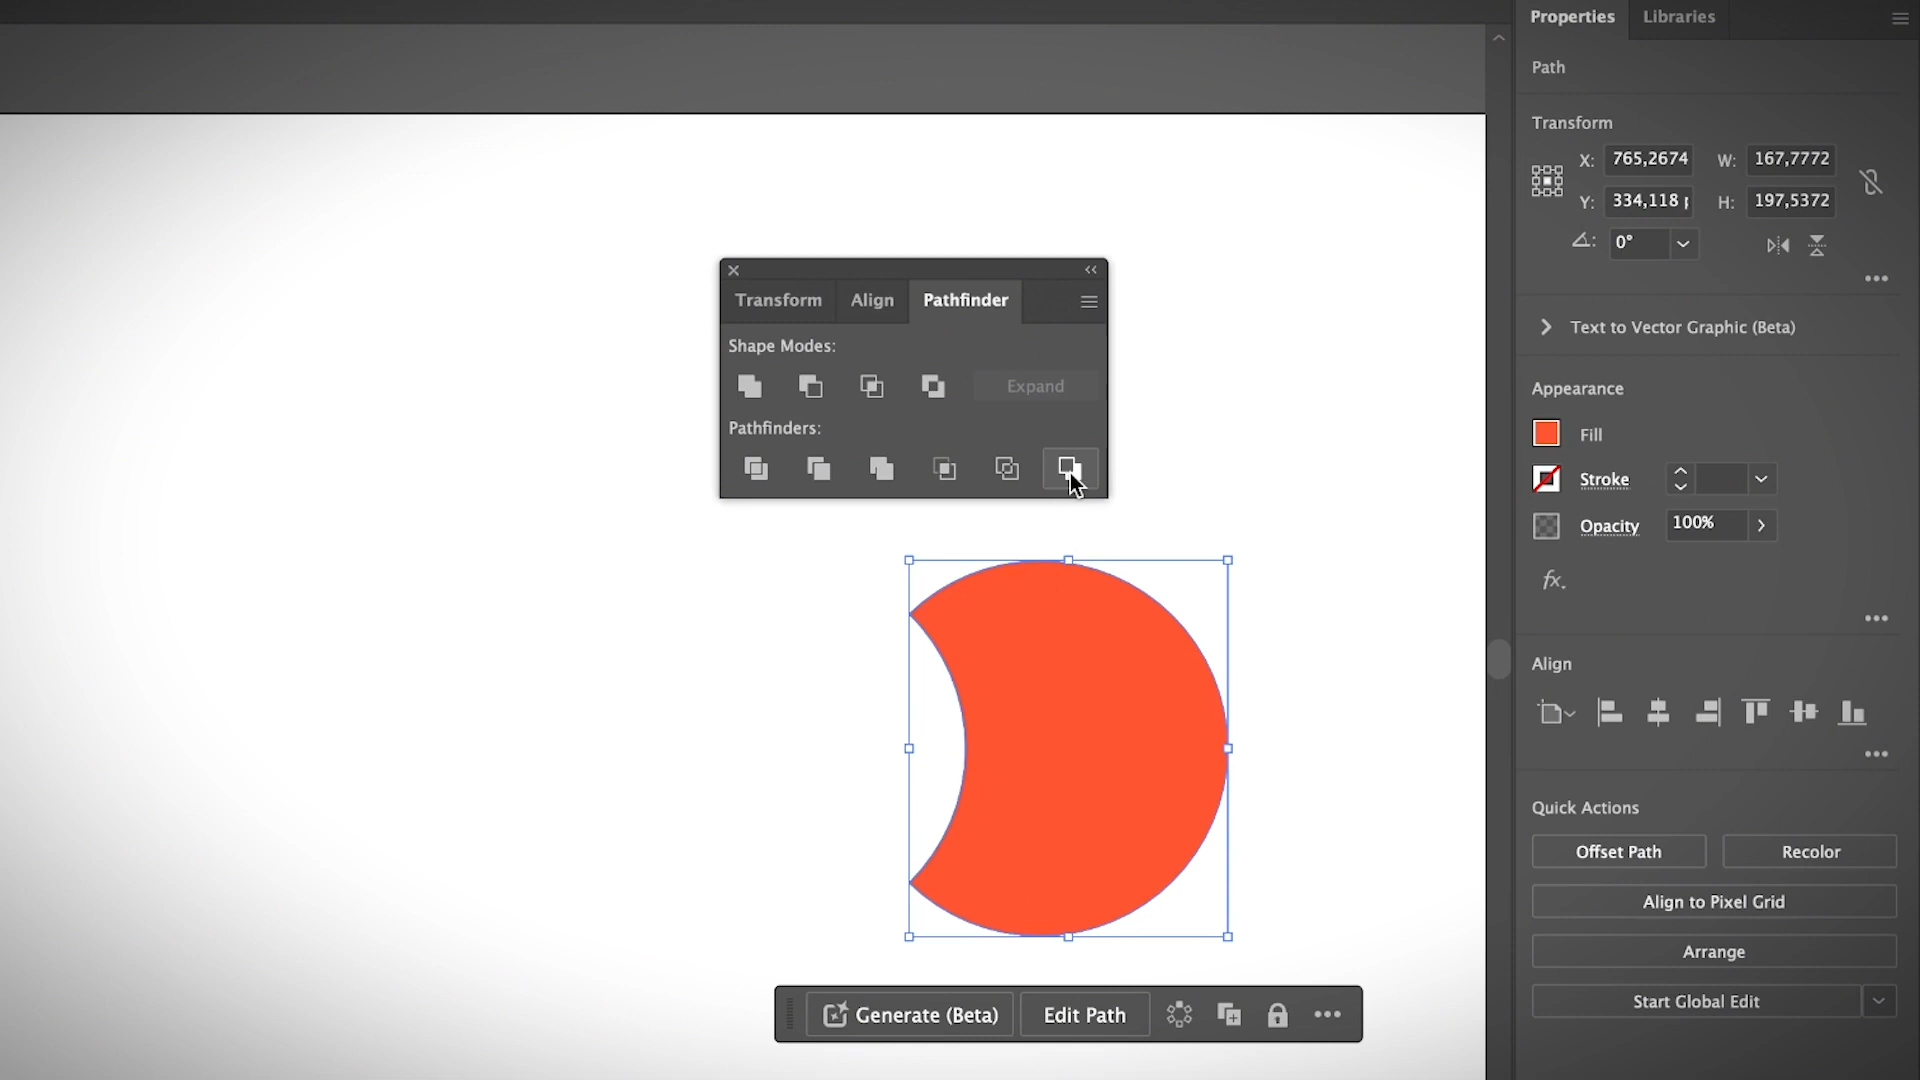 Properties Libraries
Path
Transform
X: 765,2674 W: 167,7772
Y: 334,118 H: 197,5372
0°
Text to Vector Graphic (Beta)
Appearance
Fill
Stroke
Opacity 100%
fx.
Align
Quick Actions
Offset Path Recolor
Align to Pixel Grid
Arrange
Start Global Edit
Transform Align Pathfinder
Shape Modes:
Expand
Pathfinders:
Generate (Beta) Edit Path